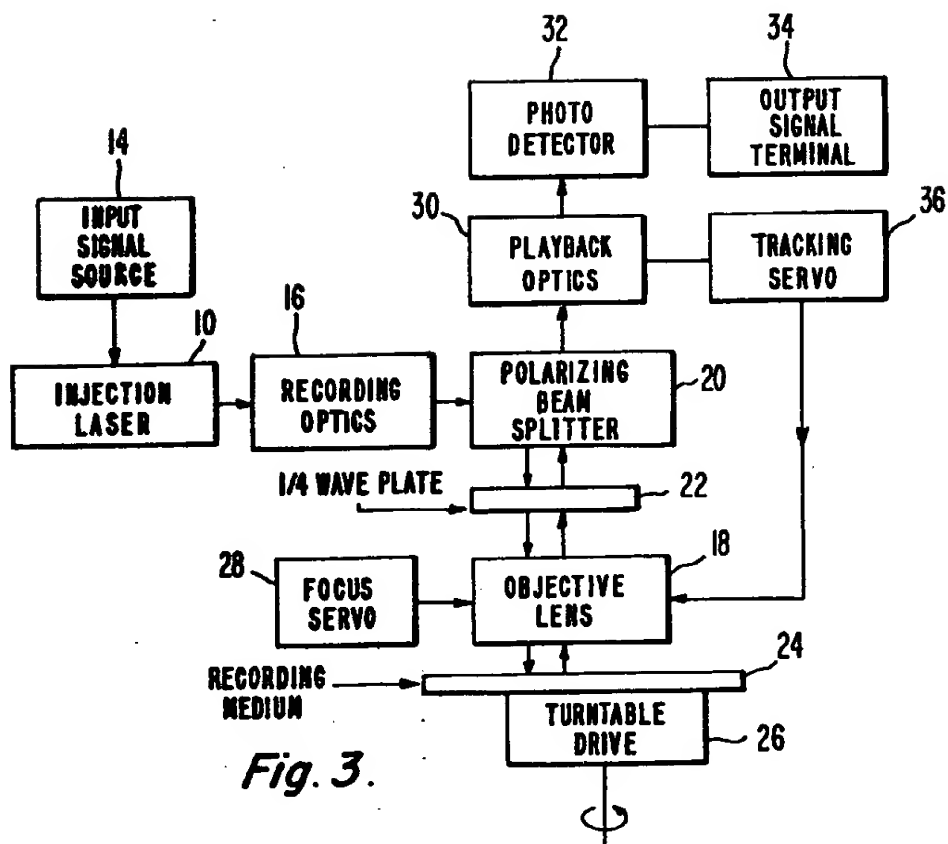 32
34
PHOTO
DETECTOR
OUTPUT
SIGNAL
TERMINAL
14
INPUT
SIGNAL
SOURCE
30
PLAYBACK
OPTICS
36
TRACKING
SERVO
10
INJECTION
LASER
16
RECORDING
OPTICS
POLARIZING
BEAM
SPLITTER
20
1/4 WAVE PLATE
22
28
FOCUS
SERVO
18
OBJECTIVE
LENS
24
RECORDING
MEDIUM
TURNTABLE
DRIVE
26
Fig. 3.